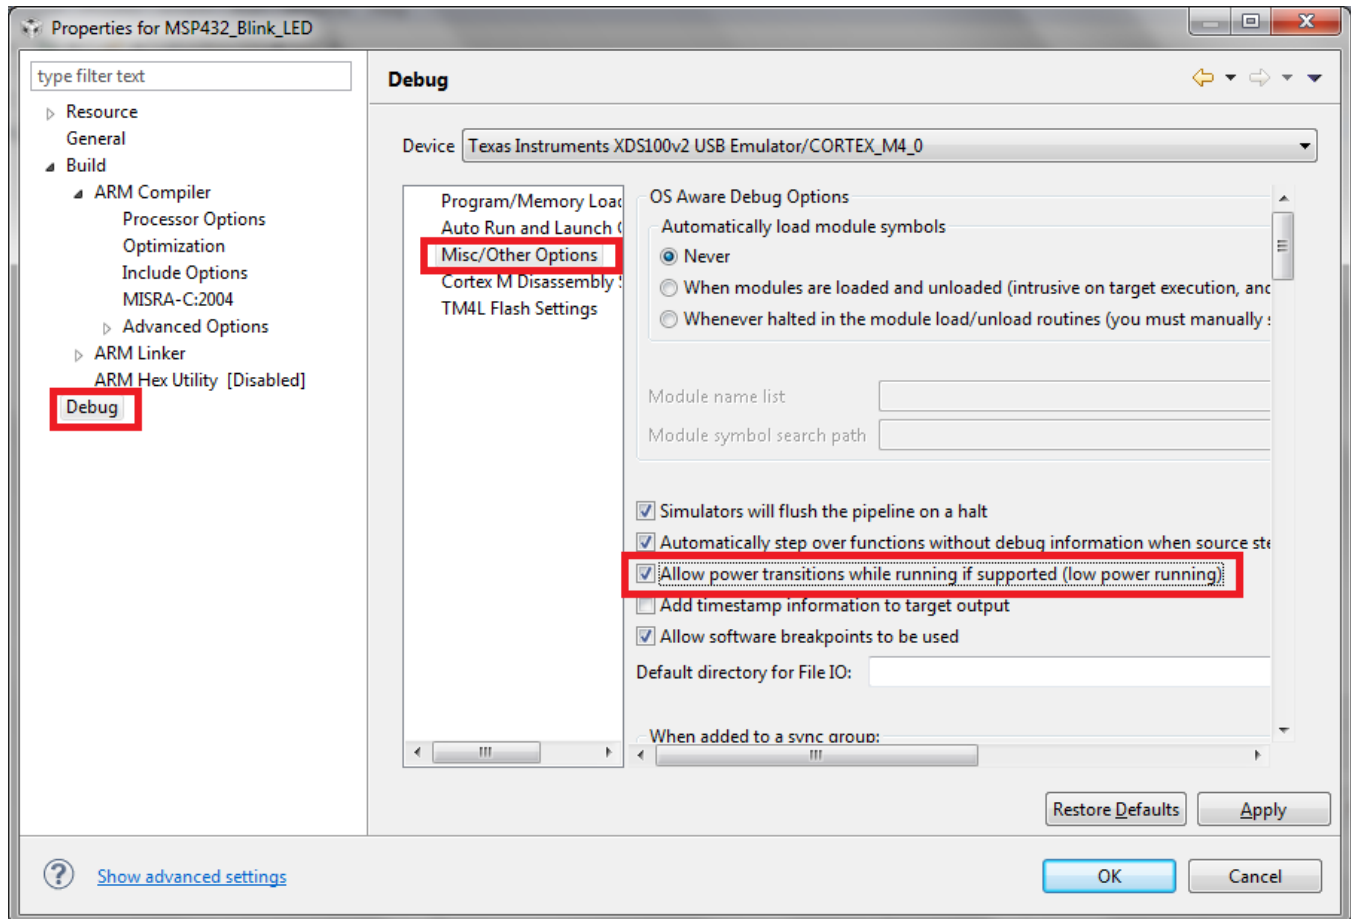 Properties for MSP432_Blink_LED
type filter text
Resource
General
Build
ARM Compiler
Processor Options
Optimization
Include Options
MISRA-C:2004
Advanced Options
ARM Linker
ARM Hex Utility [Disabled]
Debug
Debug
Device Texas Instruments XDS100v2 USB Emulator/CORTEX_M4_0
Program/Memory Load
Auto Run and Launch
Misc/Other Options
Cortex M Disassembly
TM4L Flash Settings
OS Aware Debug Options
Automatically load module symbols
Never
When modules are loaded and unloaded (intrusive on target execution, and
Whenever halted in the module load/unload routines (you must manually
Module name list
Module symbol search path
Simulators will flush the pipeline on a halt
Automatically step over functions without debug information when source ste
Allow power transitions while running if supported (low power running)
Add timestamp information to target output
Allow software breakpoints to be used
Default directory for File IO:
When added to a sync group:
Restore Defaults
Apply
? Show advanced settings
OK
Cancel